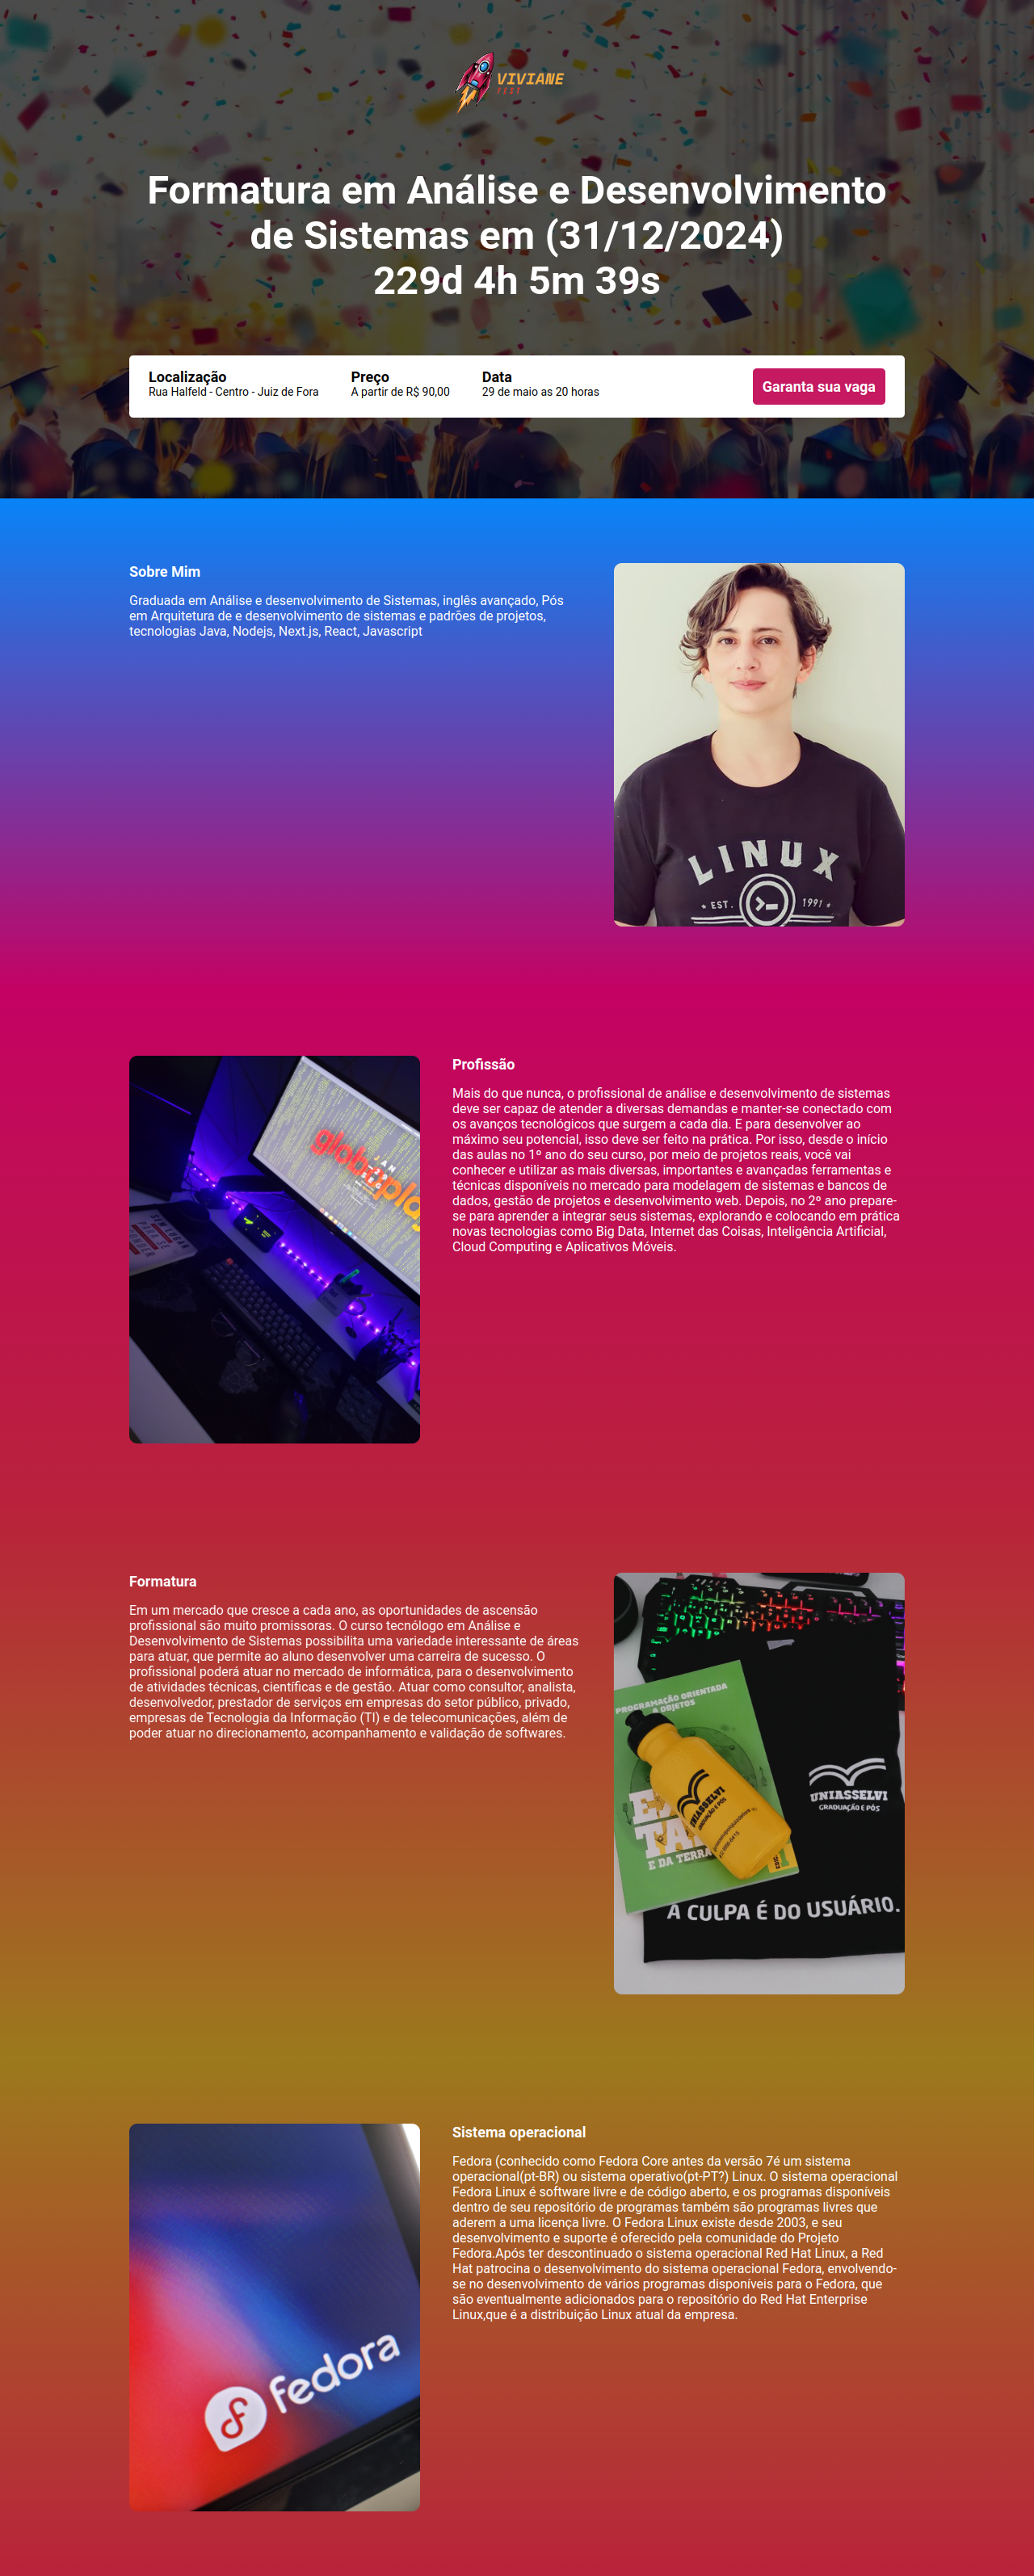 VIVIANE
FEST
Formatura em Análise e Desenvolvimento
de Sistemas em (31/12/2024)
229d 4h 5m 39s
Localização
Rua Halfeld - Centro - Juiz de Fora
Preço
A partir de R$ 90,00
Data
29 de maio as 20 horas
Garanta sua vaga
Sobre Mim
Graduada em Análise e desenvolvimento de Sistemas, inglês avançado, Pós
em Arquitetura de e desenvolvimento de sistemas e padrões de projetos,
tecnologias Java, Nodejs, Next.js, React, Javascript
LINUX
EST. 1991
Profissão
Mais do que nunca, o profissional de análise e desenvolvimento de sistemas
deve ser capaz de atender a diversas demandas e manter-se conectado com
os avanços tecnológicos que surgem a cada dia. E para desenvolver ao
máximo seu potencial, isso deve ser feito na prática. Por isso, desde o início
das aulas no 1º ano do seu curso, por meio de projetos reais, você vai
conhecer e utilizar as mais diversas, importantes e avançadas ferramentas e
técnicas disponíveis no mercado para modelagem de sistemas e bancos de
dados, gestão de projetos e desenvolvimento web. Depois, no 2º ano prepare-
se para aprender a integrar seus sistemas, explorando e colocando em prática
novas tecnologias como Big Data, Internet das Coisas, Inteligência Artificial,
Cloud Computing e Aplicativos Móveis.
Formatura
Em um mercado que cresce a cada ano, as oportunidades de ascensão
profissional são muito promissoras. O curso tecnólogo em Análise e
Desenvolvimento de Sistemas possibilita uma variedade interessante de áreas
para atuar, que permite ao aluno desenvolver uma carreira de sucesso. O
profissional poderá atuar no mercado de informática, para o desenvolvimento
de atividades técnicas, científicas e de gestão. Atuar como consultor, analista,
desenvolvedor, prestador de serviços em empresas do setor público, privado,
empresas de Tecnologia da Informação (TI) e de telecomunicações, além de
poder atuar no direcionamento, acompanhamento e validação de softwares.
PROGRAMAÇÃO ORIENTADA
A OBJETOS
UNIASSELVI
GRADUAÇÃO E PÓS
UNIASSELVI
GRADUAÇÃO E PÓS
E DA TERRA
A CULPA É DO USUÁRIO.
Sistema operacional
Fedora (conhecido como Fedora Core antes da versão 7é um sistema
operacional(pt-BR) ou sistema operativo(pt-PT?) Linux. O sistema operacional
Fedora Linux é software livre e de código aberto, e os programas disponíveis
dentro de seu repositório de programas também são programas livres que
aderem a uma licença livre. O Fedora Linux existe desde 2003, e seu
desenvolvimento e suporte é oferecido pela comunidade do Projeto
Fedora.Após ter descontinuado o sistema operacional Red Hat Linux, a Red
Hat patrocina o desenvolvimento do sistema operacional Fedora, envolvendo-
se no desenvolvimento de vários programas disponíveis para o Fedora, que
são eventualmente adicionados para o repositório do Red Hat Enterprise
Linux,que é a distribuição Linux atual da empresa.
fedora